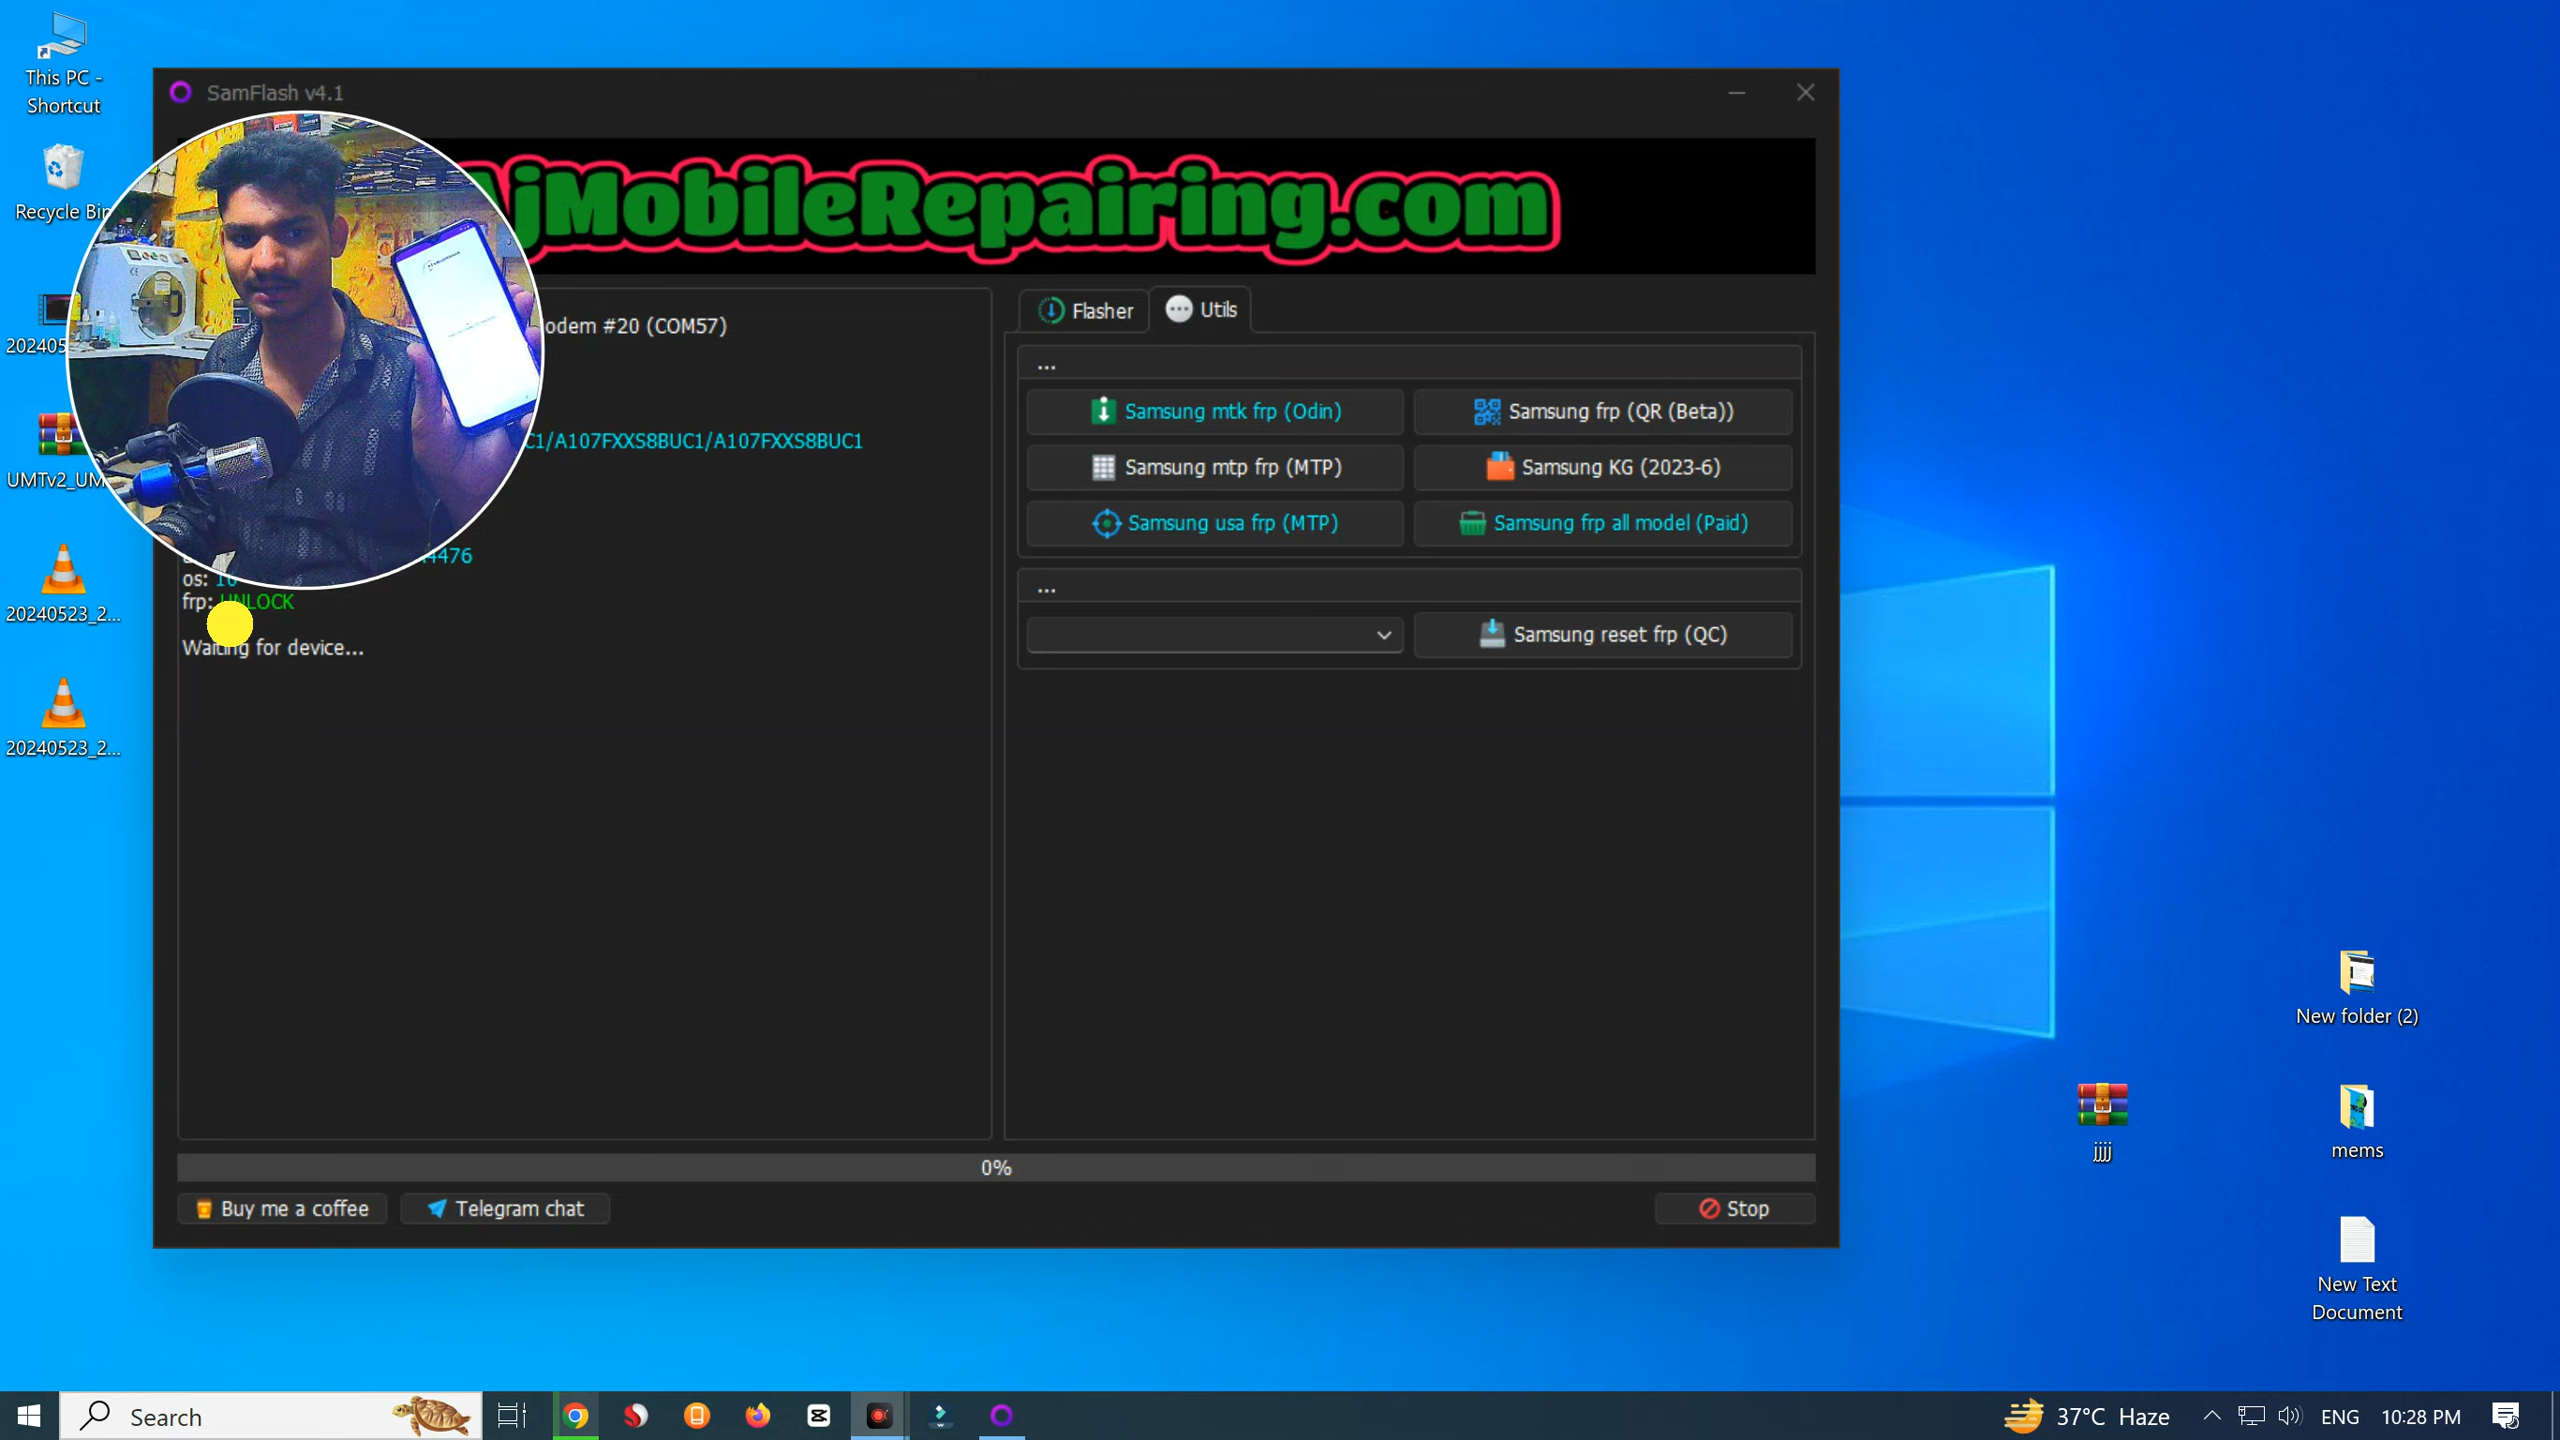 This PC -
Shortcut
Recycle Bin
202405
UMTv2_UM
20240523_2...
20240523_2...
SamFlash v4.1
AjMobileRepairing.com
odem #20 (COM57)
C1/A107FXXS8BUC1/A107FXXS8BUC1
4476
os: 10
frp: UNLOCK
Waiting for device...
Flasher
Utils
...
Samsung mtk frp (Odin)
Samsung frp (QR (Beta))
Samsung mtp frp (MTP)
Samsung KG (2023-6)
Samsung usa frp (MTP)
Samsung frp all model (Paid)
...
Samsung reset frp (QC)
0%
Buy me a coffee
Telegram chat
Stop
New folder (2)
jjjj
mems
New Text
Document
Search
37°C Haze
ENG
10:28 PM